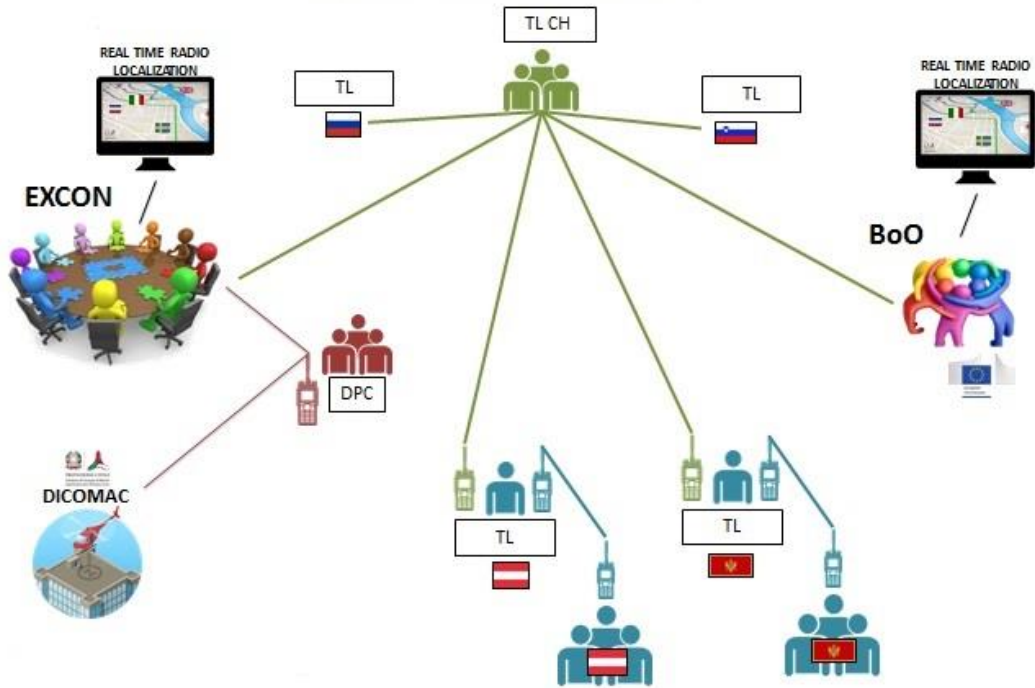 TL CH
REAL TIME RADIO
LOCALIZATION
TL
TL
REAL TIME RADIO
LOCALIZATION
EXCON
BoO
DPC
DICOMAC
TL
TL